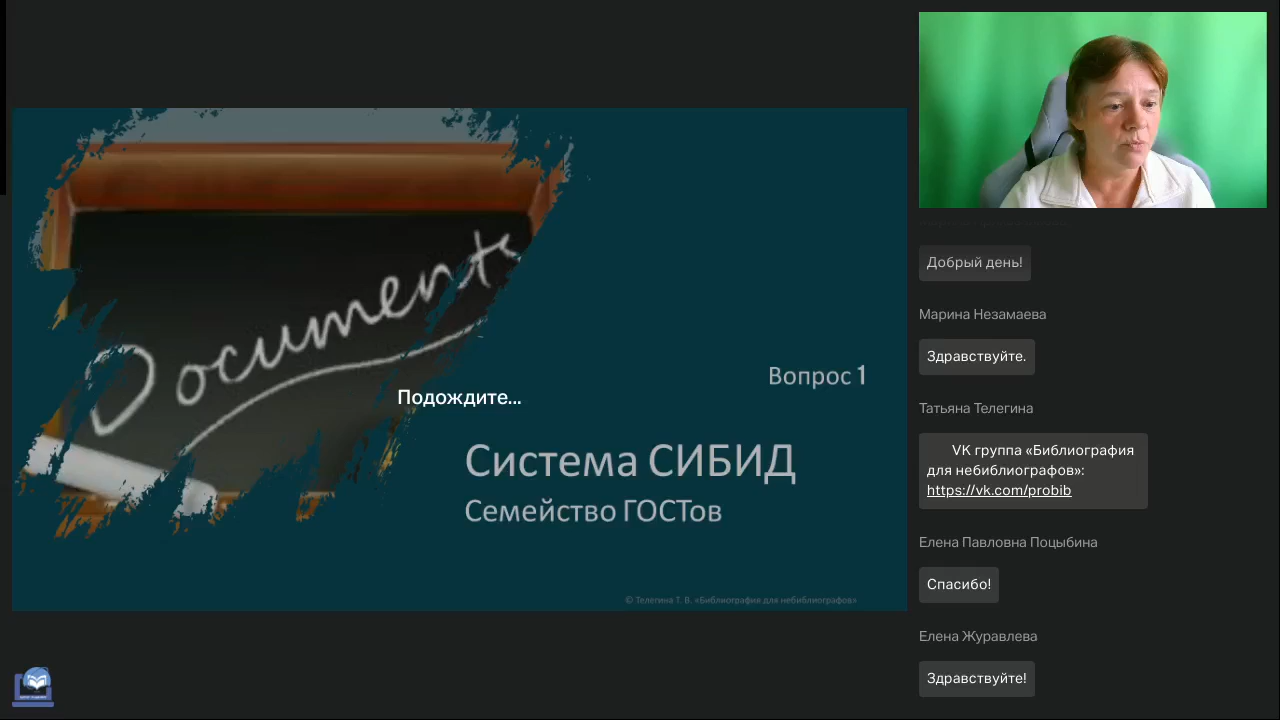 Documents
Вопрос 1
Подождите...
Система СИБИД
Семейство ГОСТов
© Телегина Т. В. «Библиография для небиблиографов»
Добрый день!
Марина Незамаева
Здравствуйте.
Татьяна Телегина
VK группа «Библиография
для небиблиографов»:
https://vk.com/probib
Елена Павловна Поцыбина
Спасибо!
Елена Журавлева
Здравствуйте!